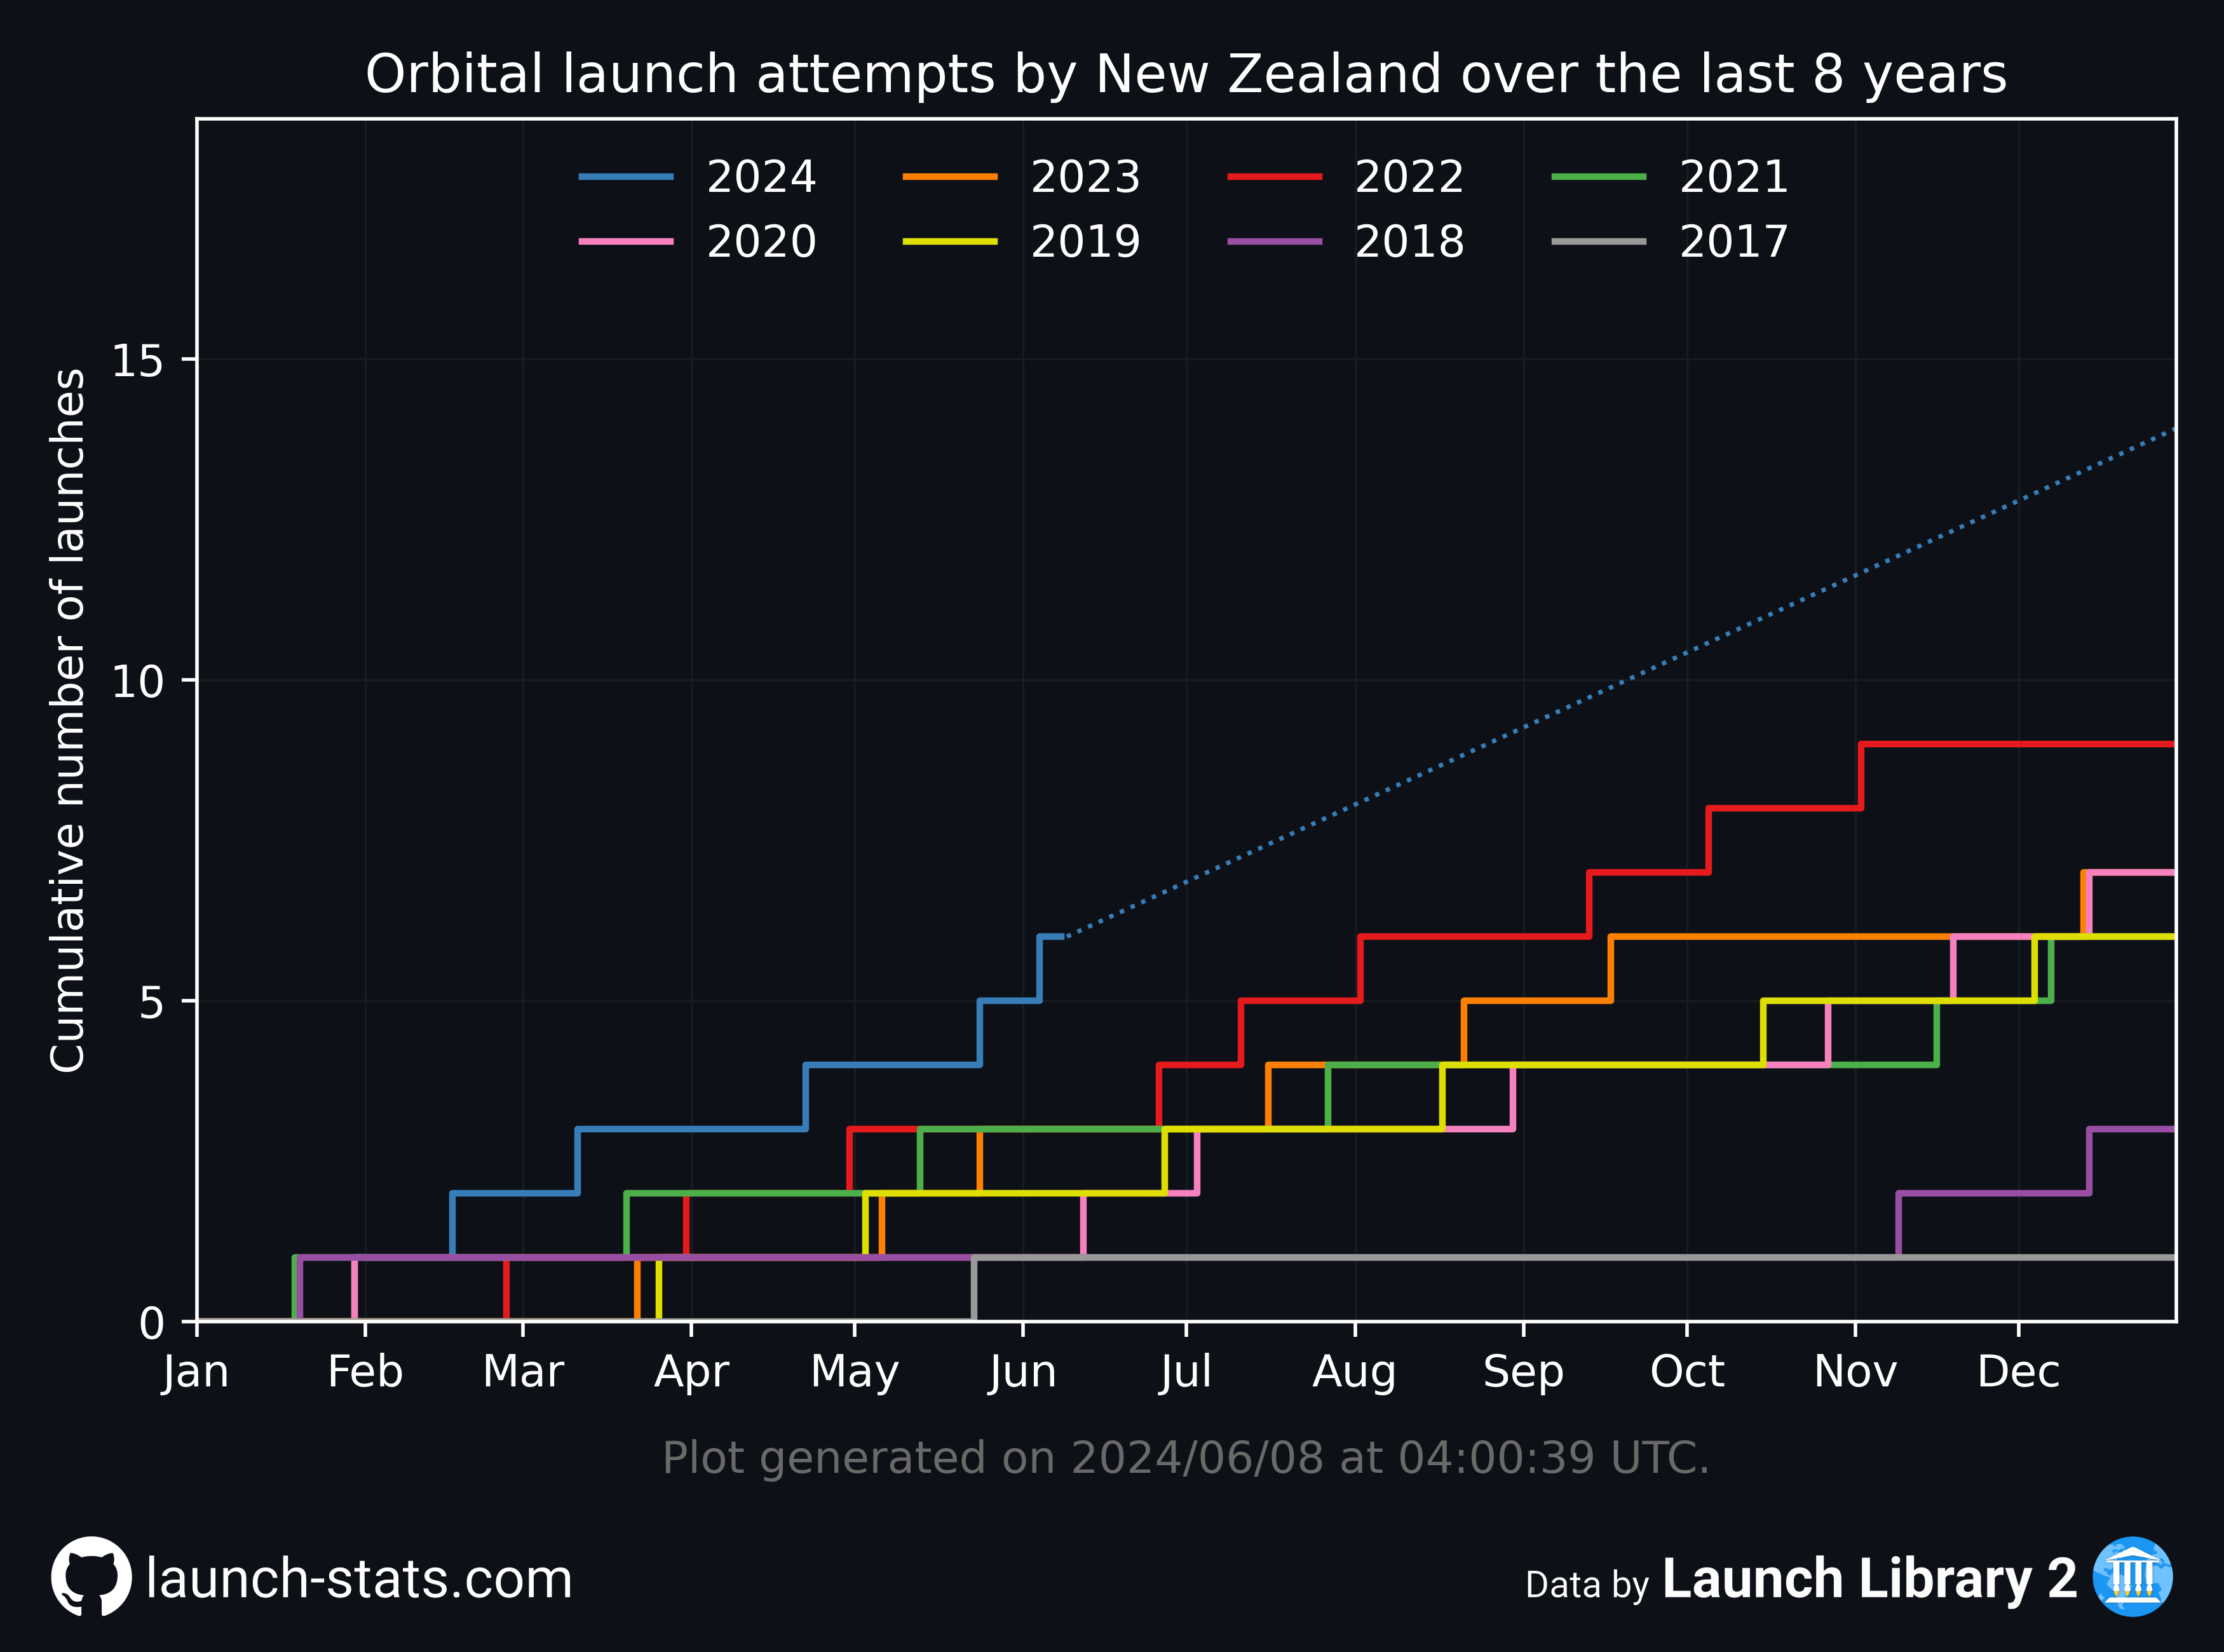 Orbital launch attempts by New Zealand over the last 8 years
2024 2023 2022 2021
2020 2019 2018 2017
Cumulative number of launches
15
10
5
0
Jan Feb Mar Apr May Jun Jul Aug Sep Oct Nov Dec
Plot generated on 2024/06/08 at 04:00:39 UTC.
launch-stats.com
Data by Launch Library 2